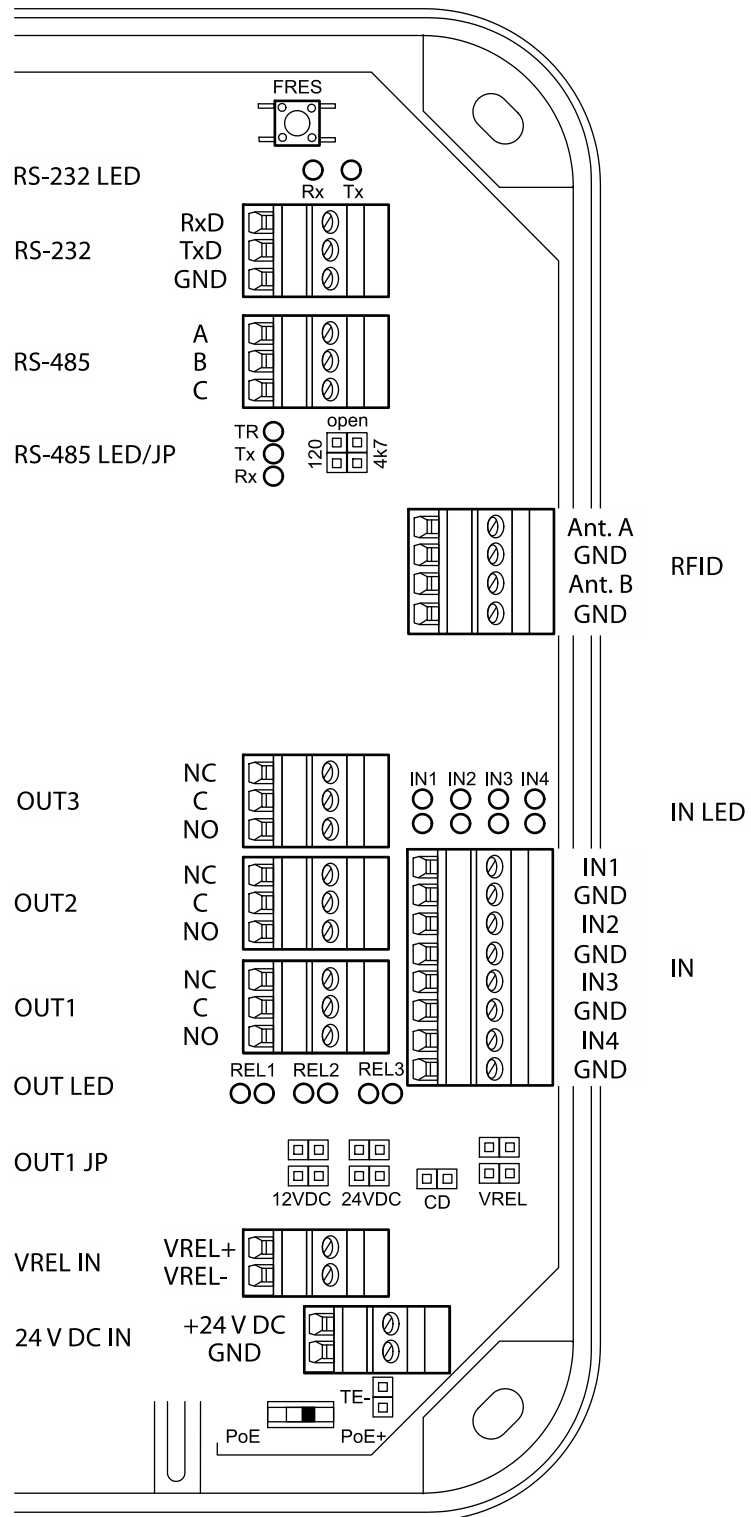 FRES
RS-232 LED
Rx Tx
RS-232
RxD
TxD
GND
RS-485
A
B
C
RS-485 LED/JP
TR
Tx
Rx
open
120
4k7
Ant. A
GND
Ant. B
GND
RFID
OUT3
NC
C
NO
IN1 IN2 IN3 IN4
IN LED
OUT2
NC
C
NO
OUT1
NC
C
NO
IN1
GND
IN2
GND
IN3
GND
IN4
GND
IN
OUT LED
REL1 REL2 REL3
OUT1 JP
12VDC 24VDC CD VREL
VREL IN
VREL+
VREL-
24 V DC IN
+24 V DC
GND
TE-
PoE PoE+